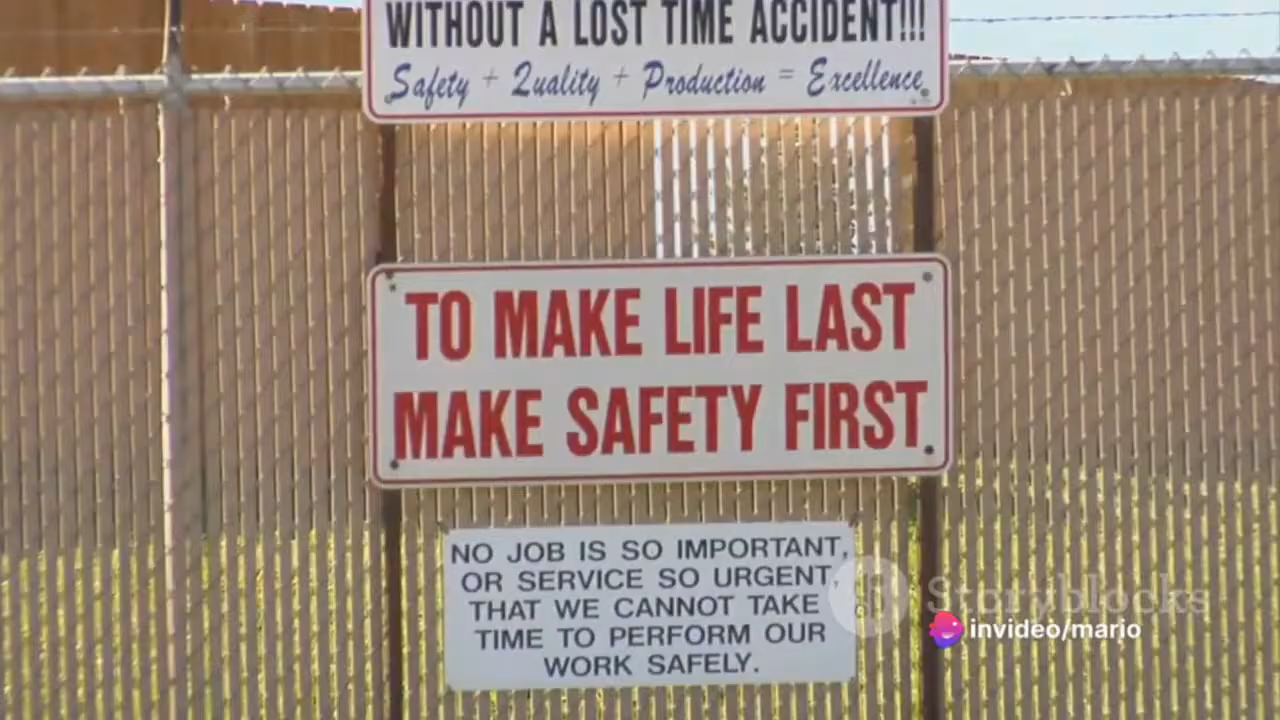 WITHOUT A LOST TIME ACCIDENT!!!
Safety + Quality + Production = Excellence
TO MAKE LIFE LAST
MAKE SAFETY FIRST
NO JOB IS SO IMPORTANT,
OR SERVICE SO URGENT,
THAT WE CANNOT TAKE
TIME TO PERFORM OUR
WORK SAFELY.
Storyblocks
invideo/mario